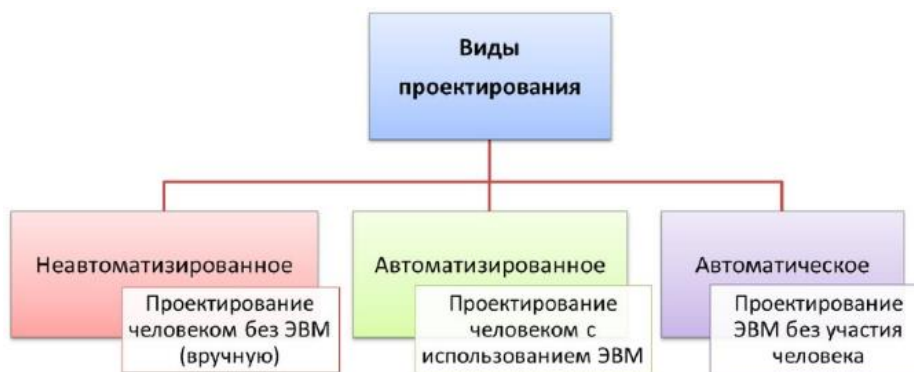 Виды
проектирования
Неавтоматизированное
Проектирование
человеком без ЭВМ
(вручную)
Автоматизированное
Проектирование
человеком с
использованием ЭВМ
Автоматическое
Проектирование
ЭВМ без участия
человека